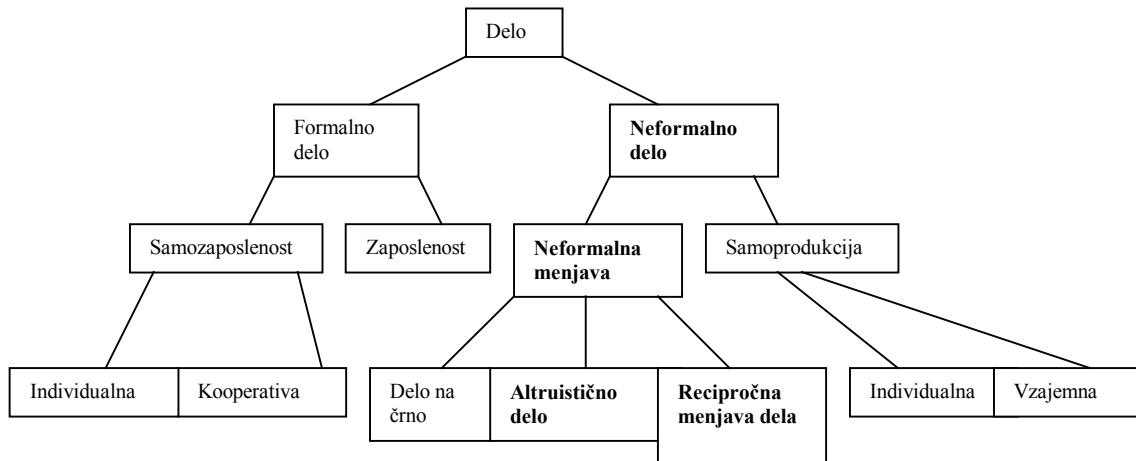 Delo
Formalno
delo
Neformalno
delo
Samozaposlenost
Zaposlenost
Neformalna
menjava
Samoprodukcija
Individualna
Kooperativa
Delo na
črno
Altruistično
delo
Recipročna
menjava dela
Individualna
Vzajemna